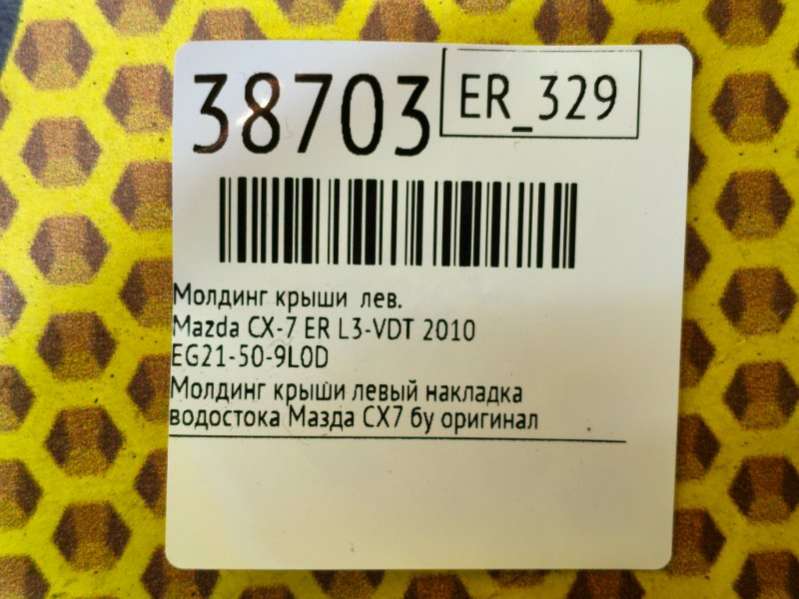 38703
ER_329
Молдинг крыши лев.
Mazda CX-7 ER L3-VDT 2010
EG21-50-9L0D
Молдинг крыши левый накладка
водостока Мазда СХ7 бу оригинал